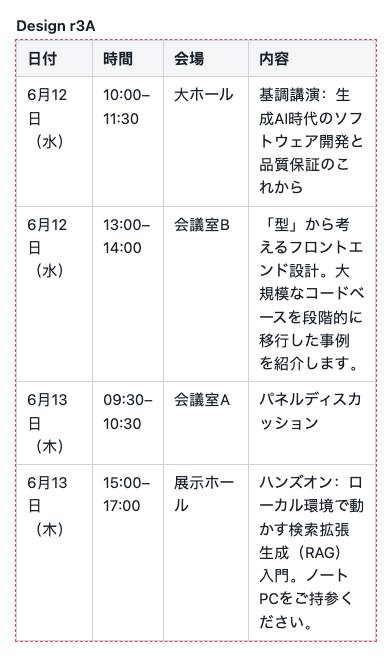 Design r3A
日付 時間 会場 内容
6月12
日
（水）
10:00–
11:30
大ホール
基調講演：生
成AI時代のソフ
トウェア開発と
品質保証のこ
れから
6月12
日
（水）
13:00–
14:00
会議室B
「型」から考
えるフロントエ
ンド設計。大
規模なコードベ
ースを段階的に
移行した事例
を紹介します。
6月13
日
（木）
09:30–
10:30
会議室A
パネルディスカ
ッション
6月13
日
（木）
15:00–
17:00
展示ホー
ル
ハンズオン：ロ
ーカル環境で動
かす検索拡張
生成（RAG）
入門。ノート
PCをご持参く
ださい。